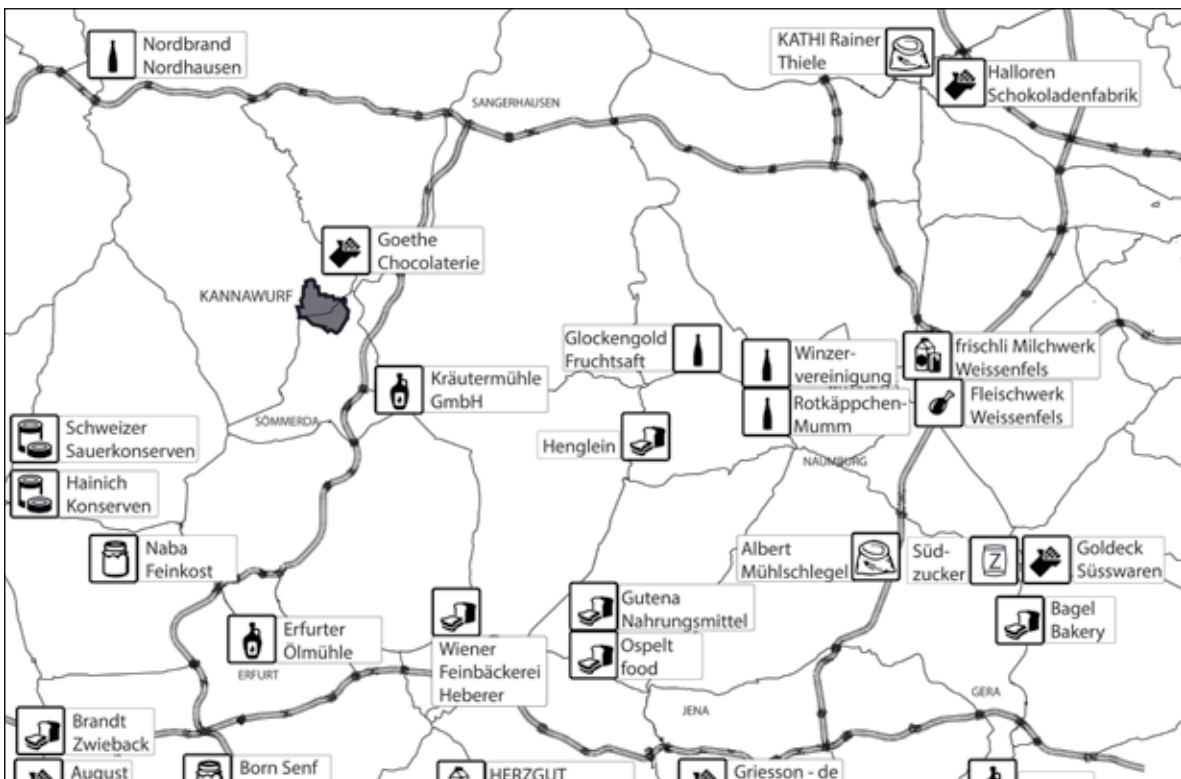 Nordbrand
Nordhausen
KATHI Rainer
Thiele
Halloren
Schokoladenfabrik
SANGERHAUSEN
Goethe
Chocolaterie
KANNAWURF
Glockengold
Fruchtsaft
Winzer-
vereinigung
frischli Milchwerk
Weissenfels
Kräutermühle
GmbH
Rotkäppchen-
Mumm
Fleischwerk
Weissenfels
SÖMMERDA
Schweizer
Sauerkonserven
Henglein
NAUMBURG
Hainich
Konserven
Naba
Feinkost
Albert
Mühlschlegel
Süd-
zucker
Z
Goldeck
Süsswaren
Gutena
Nahrungsmittel
Bagel
Bakery
Erfurter
Ölmühle
Wiener
Feinbäckerei
Heberer
Ospelt
food
ERFURT
JENA
GERA
Brandt
Zwieback
August
Born Senf
HERZGUT
Griesson - de